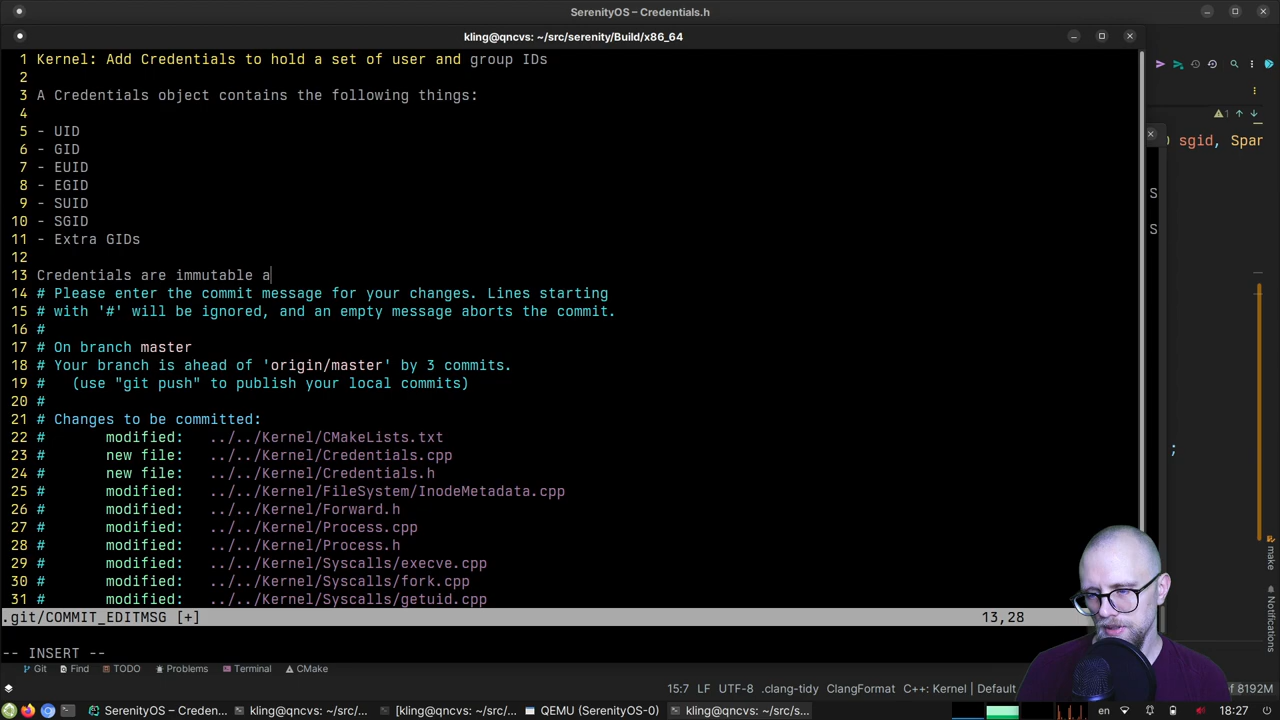 SerenityOS – Credentials.h
kling@qncvs: ~/src/serenity/Build/x86_64
1 Kernel: Add Credentials to hold a set of user and group IDs
2
3 A Credentials object contains the following things:
4
5 - UID
6 - GID
7 - EUID
8 - EGID
9 - SUID
10 - SGID
11 - Extra GIDs
12
13 Credentials are immutable a
14 # Please enter the commit message for your changes. Lines starting
15 # with '#' will be ignored, and an empty message aborts the commit.
16 #
17 # On branch master
18 # Your branch is ahead of 'origin/master' by 3 commits.
19 #   (use "git push" to publish your local commits)
20 #
21 # Changes to be committed:
22 #       modified:   ../../Kernel/CMakeLists.txt
23 #       new file:   ../../Kernel/Credentials.cpp
24 #       new file:   ../../Kernel/Credentials.h
25 #       modified:   ../../Kernel/FileSystem/InodeMetadata.cpp
26 #       modified:   ../../Kernel/Forward.h
27 #       modified:   ../../Kernel/Process.cpp
28 #       modified:   ../../Kernel/Process.h
29 #       modified:   ../../Kernel/Syscalls/execve.cpp
30 #       modified:   ../../Kernel/Syscalls/fork.cpp
31 #       modified:   ../../Kernel/Syscalls/getuid.cpp
.git/COMMIT_EDITMSG [+] 13,28
-- INSERT --
1
sgid, Spar
S
S
;
make
Notifications
Git Find TODO Problems Terminal CMake
15:7 LF UTF-8 .clang-tidy ClangFormat C++: Kernel | Default of 8192M
SerenityOS – Creden... kling@qncvs: ~/src/... [kling@qncvs: ~/src/... QEMU (SerenityOS-0) kling@qncvs: ~/src/s... en 18:27